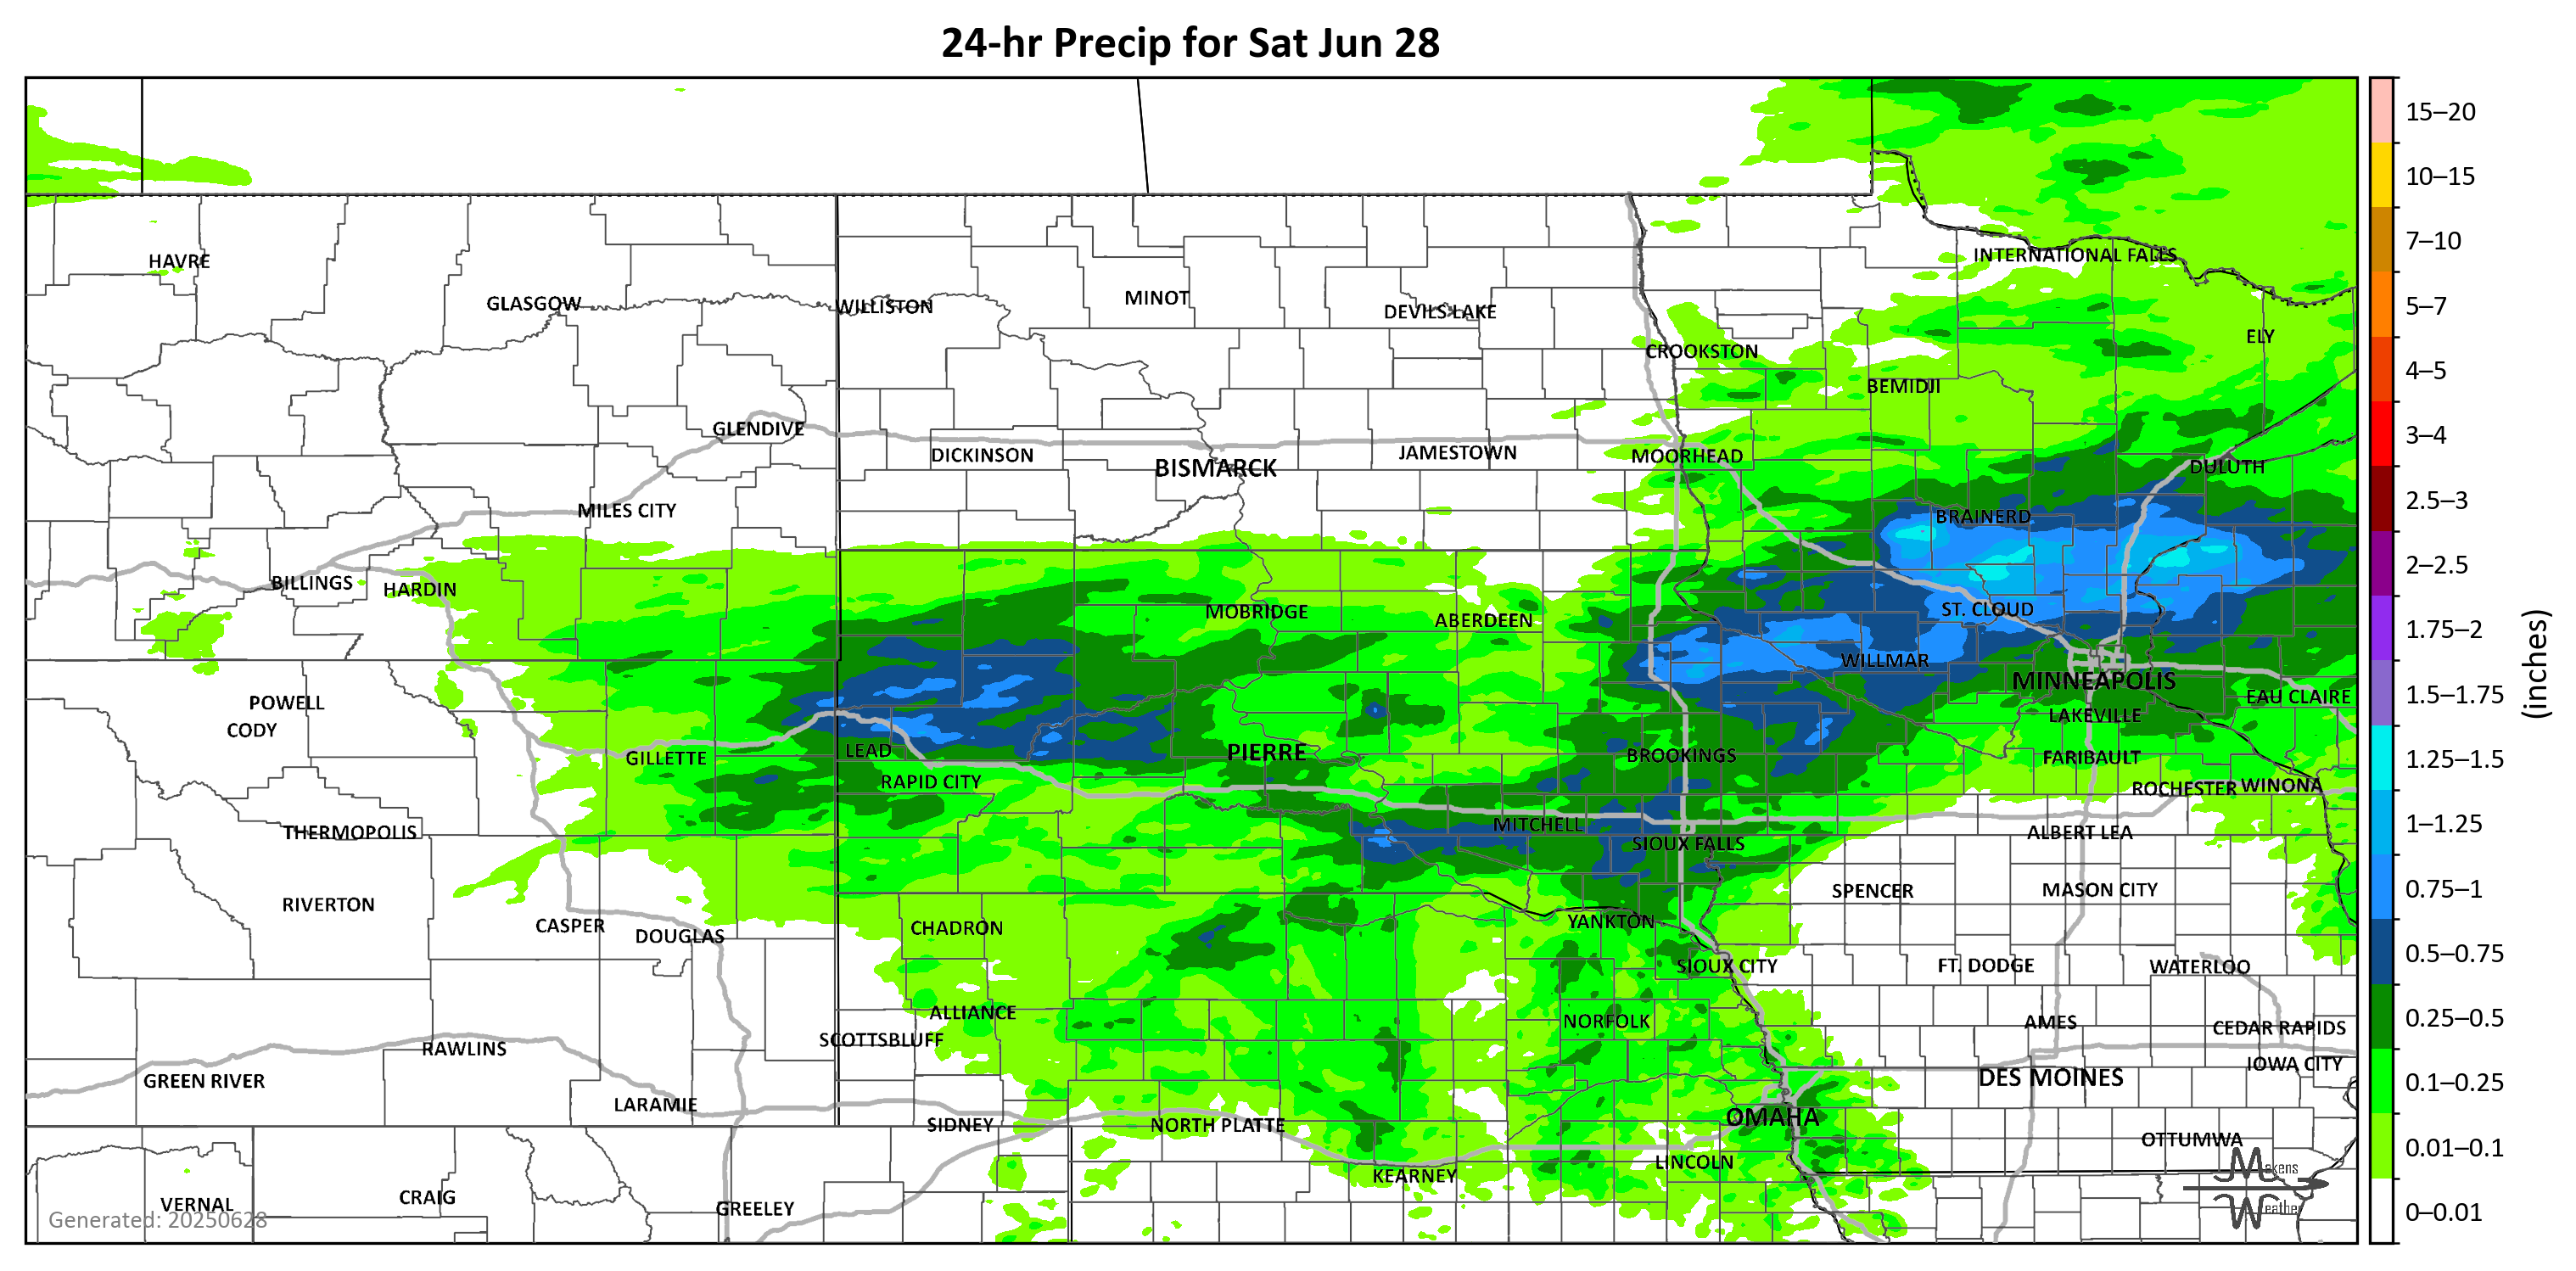 24-hr Precip for Sat Jun 28
15–20
10–15
7–10
5–7
4–5
3–4
2.5–3
2–2.5
1.75–2
1.5–1.75
1.25–1.5
1–1.25
0.75–1
0.5–0.75
0.25–0.5
0.1–0.25
0.01–0.1
0–0.01
(inches)
HAVRE
INTERNATIONAL FALLS
GLASGOW
WILLISTON
MINOT
DEVILS LAKE
ELY
CROOKSTON
BEMIDJI
GLENDIVE
DICKINSON
BISMARCK
JAMESTOWN
MOORHEAD
DULUTH
MILES CITY
BRAINERD
BILLINGS
HARDIN
MOBRIDGE
ABERDEEN
ST. CLOUD
WILLMAR
MINNEAPOLIS
EAU CLAIRE
POWELL
CODY
LAKEVILLE
GILLETTE
LEAD
PIERRE
BROOKINGS
FARIBAULT
RAPID CITY
ROCHESTER
WINONA
THERMOPOLIS
MITCHELL
SIOUX FALLS
ALBERT LEA
RIVERTON
SPENCER
MASON CITY
CASPER
DOUGLAS
CHADRON
YANKTON
SIOUX CITY
FT. DODGE
WATERLOO
ALLIANCE
NORFOLK
AMES
CEDAR RAPIDS
SCOTTSBLUFF
RAWLINS
IOWA CITY
GREEN RIVER
DES MOINES
LARAMIE
SIDNEY
NORTH PLATTE
OMAHA
OTTUMWA
LINCOLN
KEARNEY
VERNAL
CRAIG
GREELEY
Generated: 20250628
Makens
Weather